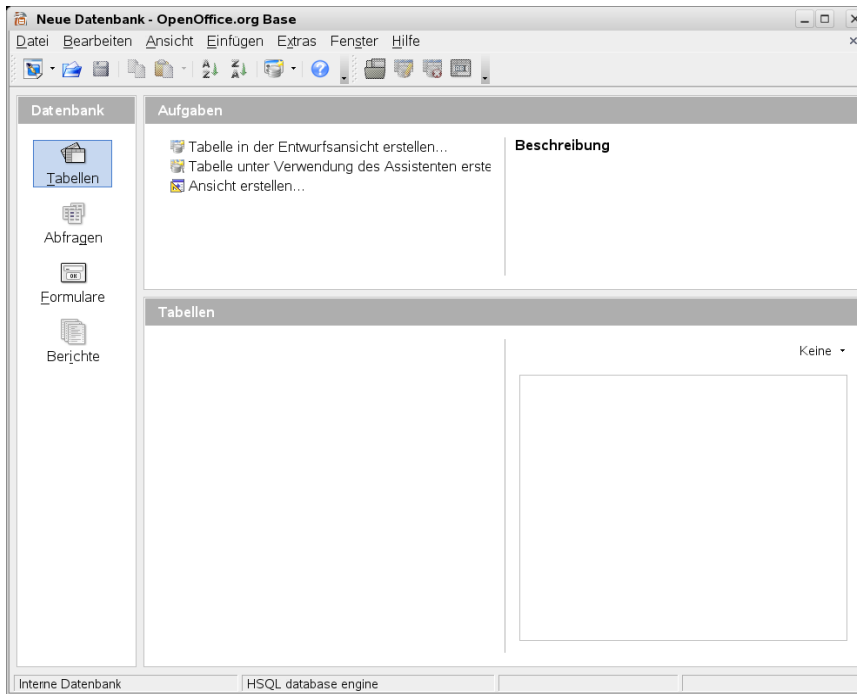 Neue Datenbank - OpenOffice.org Base
Datei Bearbeiten Ansicht Einfügen Extras Fenster Hilfe
Datenbank
Tabellen
Abfragen
Formulare
Berichte
Aufgaben
Tabelle in der Entwurfsansicht erstellen...
Tabelle unter Verwendung des Assistenten erste
Ansicht erstellen...
Beschreibung
Tabellen
Keine
Interne Datenbank
HSQL database engine